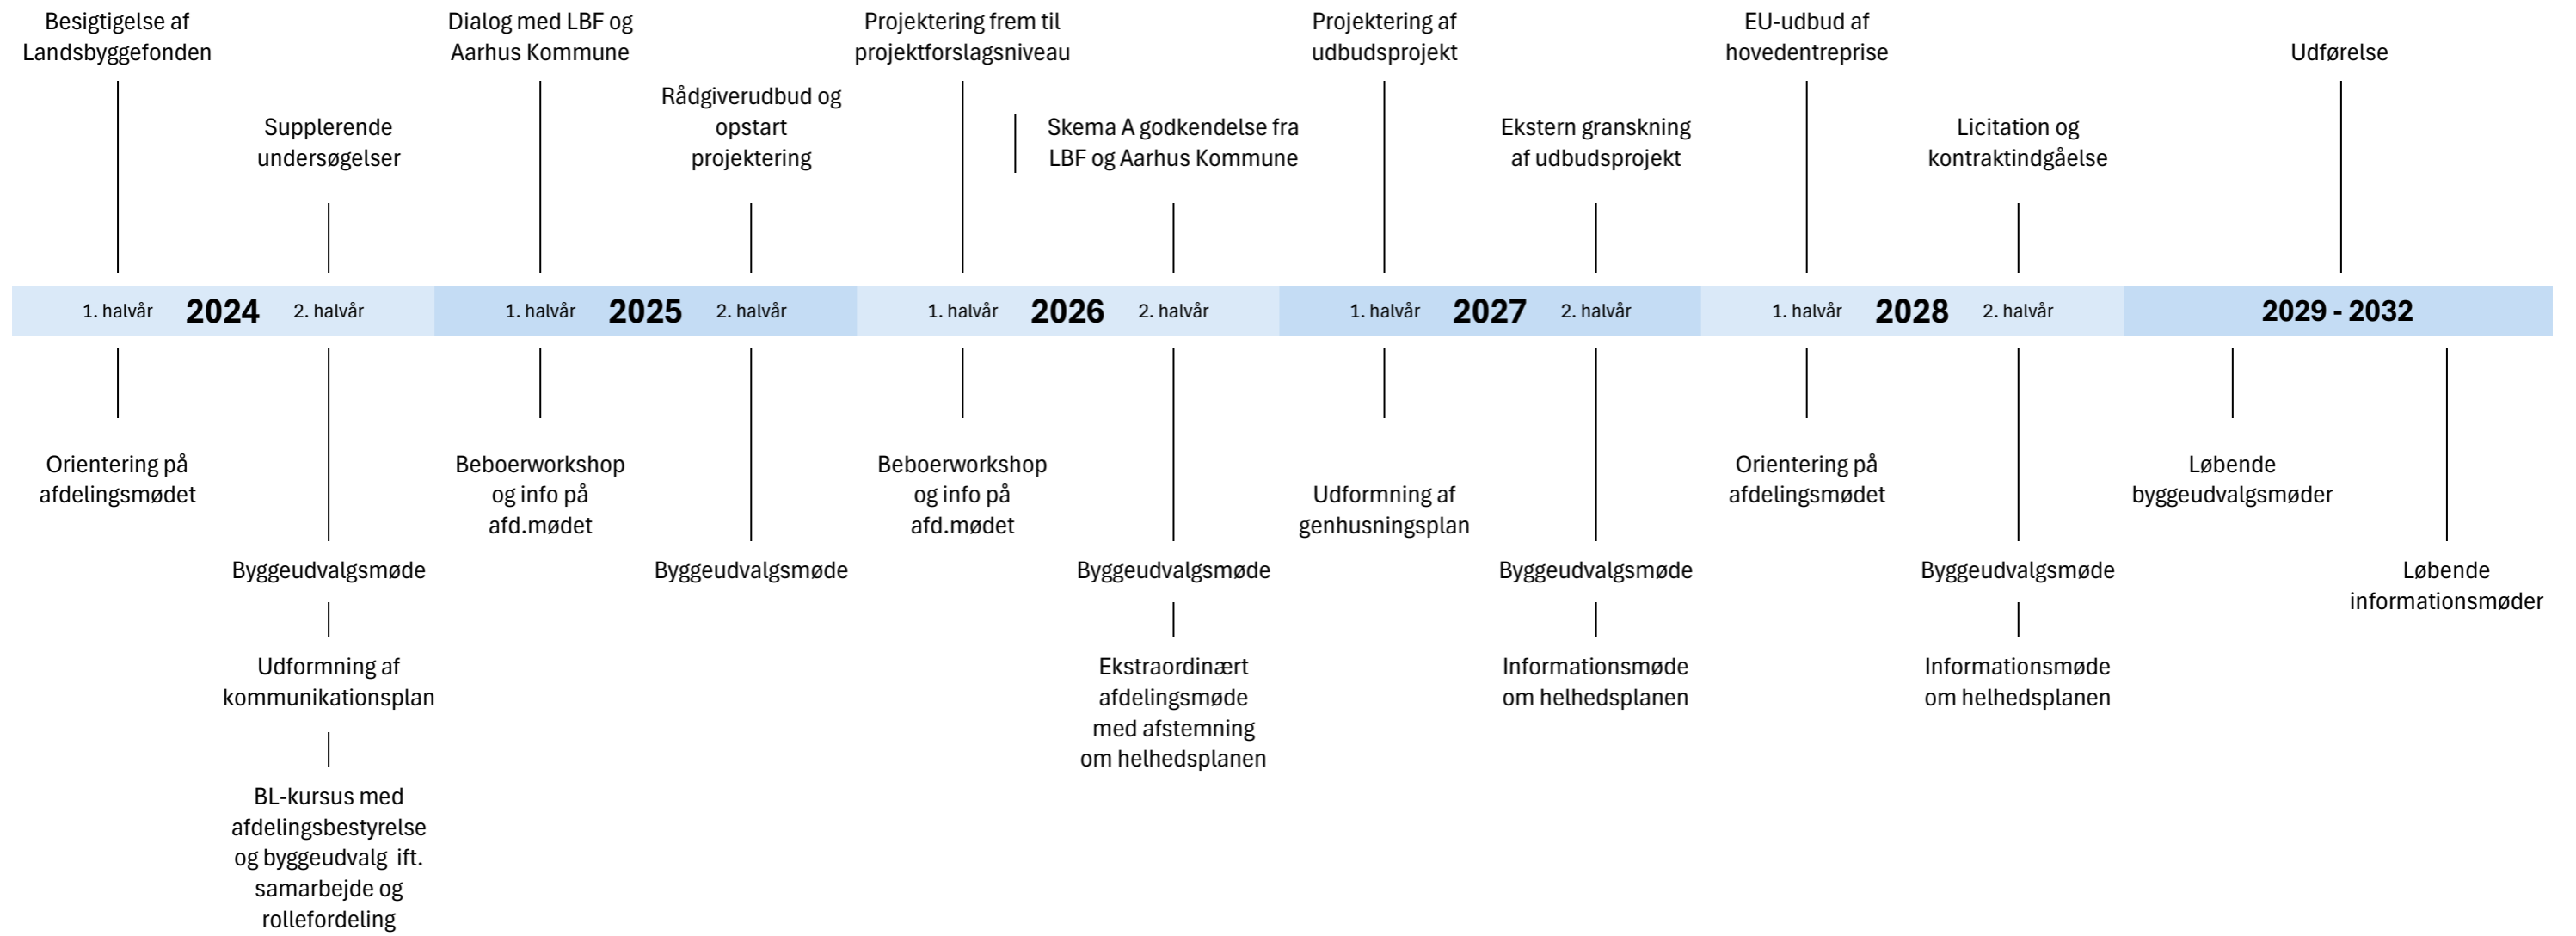 Besigtigelse af
Landsbyggefonden
Supplerende
undersøgelser
Dialog med LBF og
Aarhus Kommune
Rådgiverudbud og
opstart
projektering
Projektering frem til
projektforslagsniveau
Skema A godkendelse fra
LBF og Aarhus Kommune
Projektering af
udbudsprojekt
Ekstern granskning
af udbudsprojekt
EU-udbud af
hovedentreprise
Licitation og
kontraktindgåelse
Udførelse
1. halvår 2024 2. halvår 1. halvår 2025 2. halvår 1. halvår 2026 2. halvår 1. halvår 2027 2. halvår 1. halvår 2028 2. halvår 2029 - 2032
Orientering på
afdelingsmødet
Byggeudvalgsmøde
Udformning af
kommunikationsplan
BL-kursus med
afdelingsbestyrelse
og byggeudvalg  ift.
samarbejde og
rollefordeling
Beboerworkshop
og info på
afd.mødet
Byggeudvalgsmøde
Beboerworkshop
og info på
afd.mødet
Byggeudvalgsmøde
Ekstraordinært
afdelingsmøde
med afstemning
om helhedsplanen
Udformning af
genhusningsplan
Byggeudvalgsmøde
Informationsmøde
om helhedsplanen
Orientering på
afdelingsmødet
Byggeudvalgsmøde
Informationsmøde
om helhedsplanen
Løbende
byggeudvalgsmøder
Løbende
informationsmøder